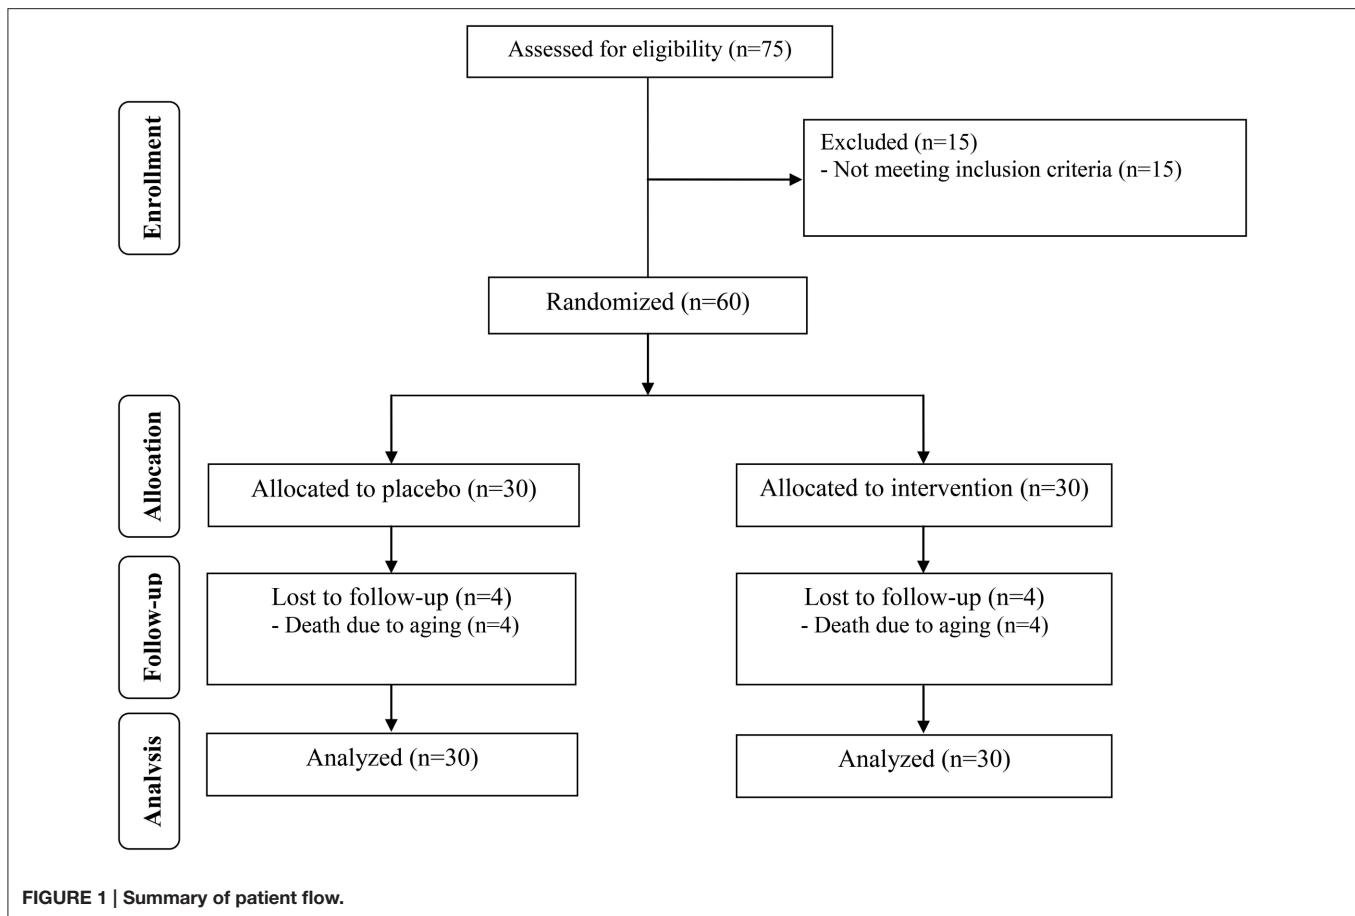 Assessed for eligibility (n=75)
Enrollment
Excluded (n=15)
- Not meeting inclusion criteria (n=15)
Randomized (n=60)
Allocation
Allocated to placebo (n=30)
Allocated to intervention (n=30)
Follow-up
Lost to follow-up (n=4)
- Death due to aging (n=4)
Lost to follow-up (n=4)
- Death due to aging (n=4)
Analysis
Analyzed (n=30)
Analyzed (n=30)
FIGURE 1 | Summary of patient flow.